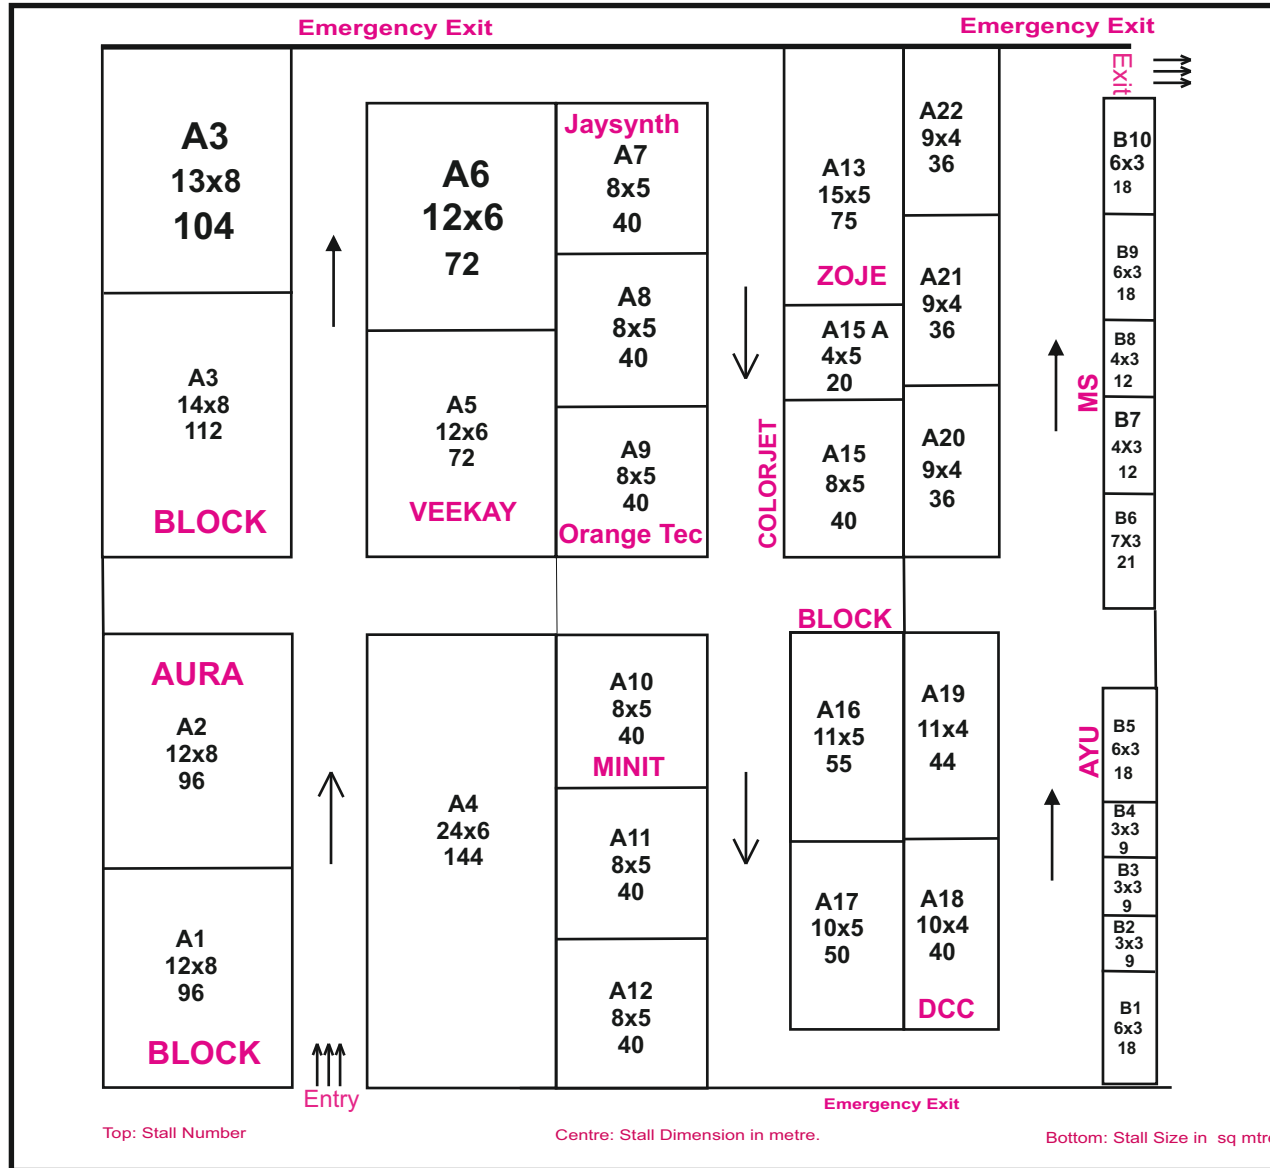 Emergency Exit
Emergency Exit
Exit
A3
13x8
104
A3
14x8
112
BLOCK
A6
12x6
72
A5
12x6
72
VEEKAY
Jaysynth
A7
8x5
40
A8
8x5
40
A9
8x5
40
Orange Tec
COLORJET
A13
15x5
75
ZOJE
A15 A
4x5
20
A15
8x5
40
A22
9x4
36
A21
9x4
36
A20
9x4
36
MS
B10
6x3
18
B9
6x3
18
B8
4x3
12
B7
4X3
12
B6
7X3
21
AURA
A2
12x8
96
A1
12x8
96
BLOCK
Entry
A4
24x6
144
A10
8x5
40
MINIT
A11
8x5
40
A12
8x5
40
BLOCK
A16
11x5
55
A17
10x5
50
A19
11x4
44
A18
10x4
40
DCC
AYU
B5
6x3
18
B4
3x3
9
B3
3x3
9
B2
3x3
9
B1
6x3
18
Emergency Exit
Top: Stall Number
Centre: Stall Dimension in metre.
Bottom: Stall Size in sq mtre